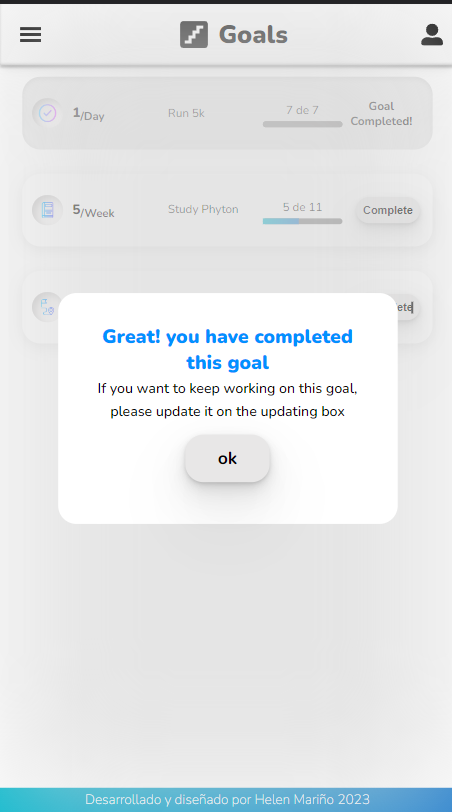 Goals
1/Day Run 5k 7 de 7 Goal
Completed!
5/Week Study Phyton 5 de 11 Complete
Great! you have completed
this goal
If you want to keep working on this goal,
please update it on the updating box
ok
Desarrollado y diseñado por Helen Mariño 2023